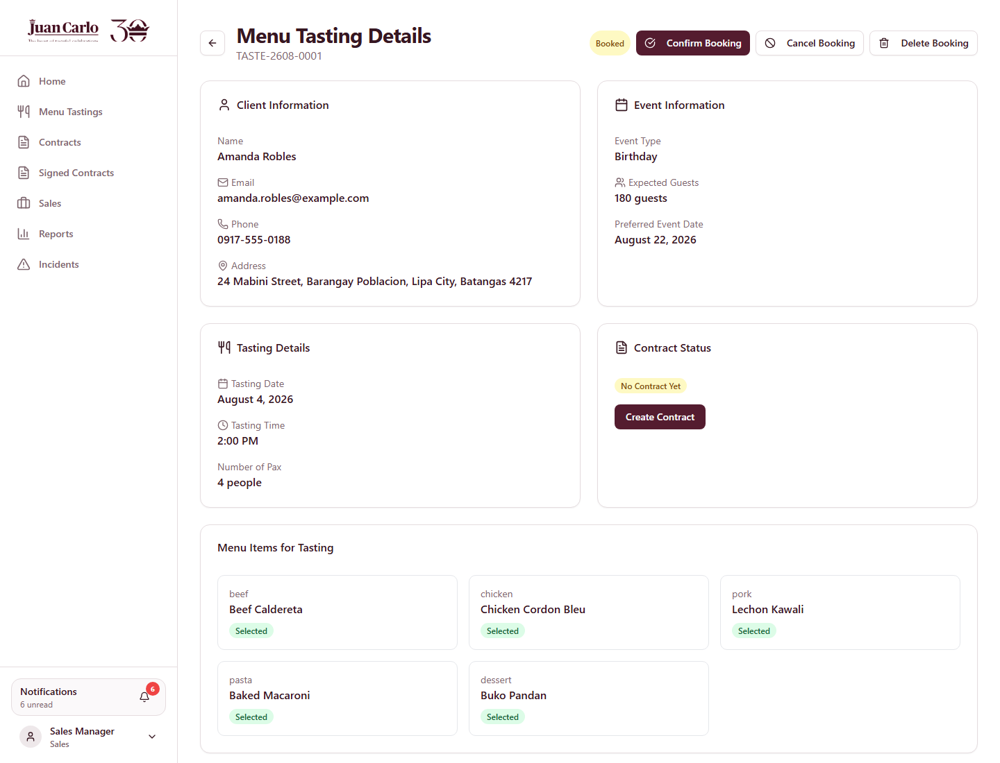 Juan Carlo 30
Home
Menu Tastings
Contracts
Signed Contracts
Sales
Reports
Incidents
Notifications
6 unread
6
Sales Manager
Sales
Menu Tasting Details
TASTE-2608-0001
Booked
Confirm Booking
Cancel Booking
Delete Booking
Client Information
Name
Amanda Robles
Email
amanda.robles@example.com
Phone
0917-555-0188
Address
24 Mabini Street, Barangay Poblacion, Lipa City, Batangas 4217
Event Information
Event Type
Birthday
Expected Guests
180 guests
Preferred Event Date
August 22, 2026
Tasting Details
Tasting Date
August 4, 2026
Tasting Time
2:00 PM
Number of Pax
4 people
Contract Status
No Contract Yet
Create Contract
Menu Items for Tasting
beef
Beef Caldereta
Selected
chicken
Chicken Cordon Bleu
Selected
pork
Lechon Kawali
Selected
pasta
Baked Macaroni
Selected
dessert
Buko Pandan
Selected